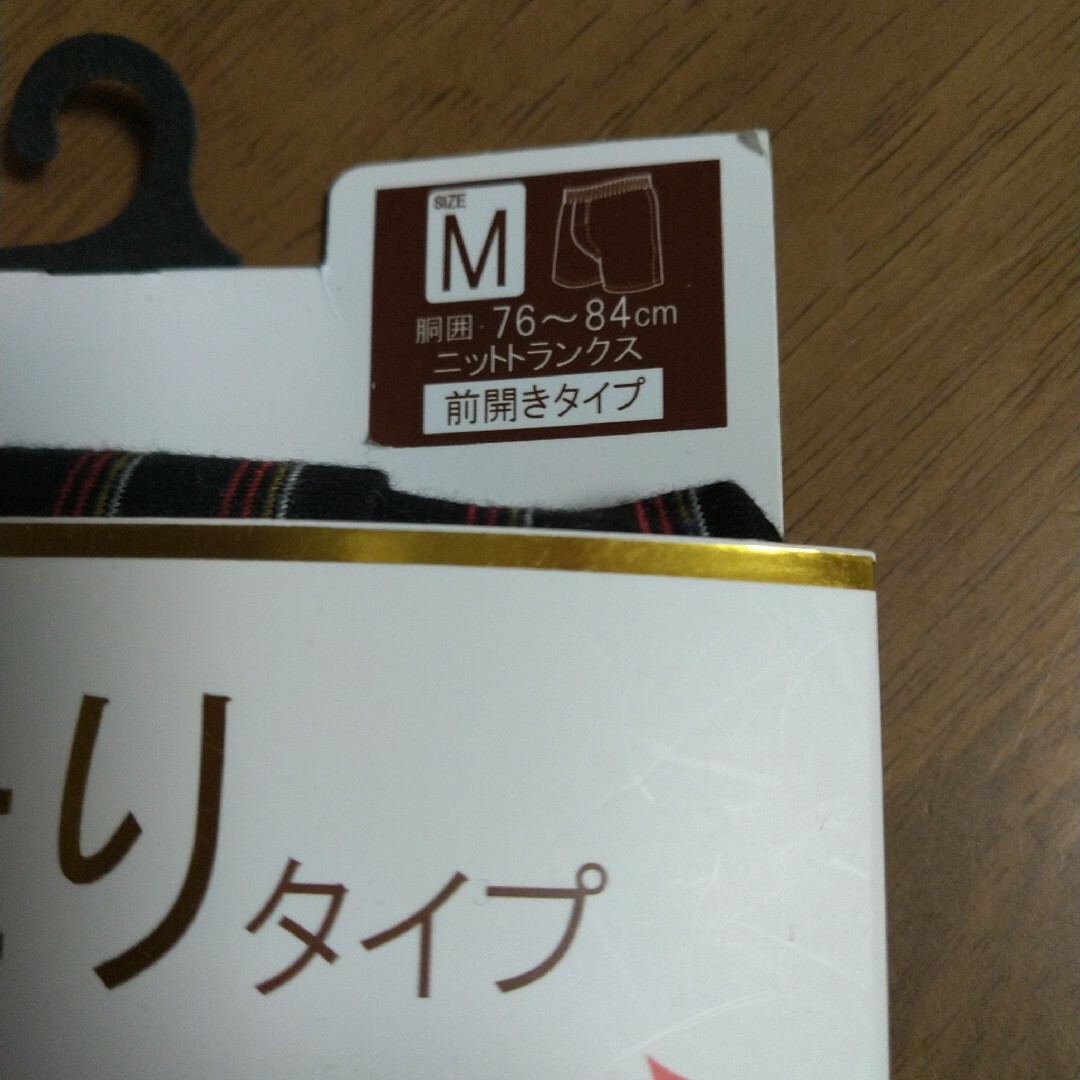 SIZE
M
胴囲 76～84cm
ニットトランクス
前開きタイプ
りタイプ